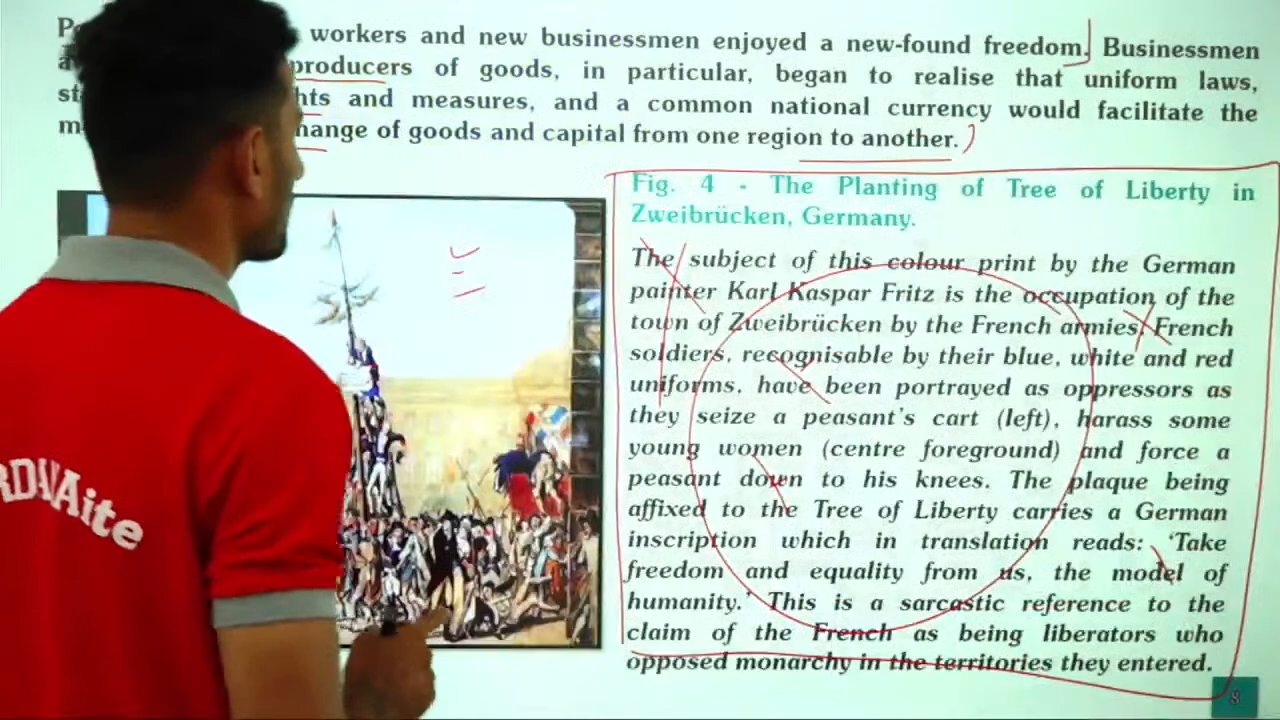 workers and new businessmen enjoyed a new-found freedom. Businessmen
producers of goods, in particular, began to realise that uniform laws,
hts and measures, and a common national currency would facilitate the
hange of goods and capital from one region to another.
Fig. 4 - The Planting of Tree of Liberty in
Zweibrücken, Germany.
The subject of this colour print by the German
painter Karl Kaspar Fritz is the occupation of the
town of Zweibrücken by the French armies. French
soldiers, recognisable by their blue, white and red
uniforms, have been portrayed as oppressors as
they seize a peasant's cart (left), harass some
young women (centre foreground) and force a
peasant down to his knees. The plaque being
affixed to the Tree of Liberty carries a German
inscription which in translation reads: 'Take
freedom and equality from us, the model of
humanity.' This is a sarcastic reference to the
claim of the French as being liberators who
opposed monarchy in the territories they entered.
8